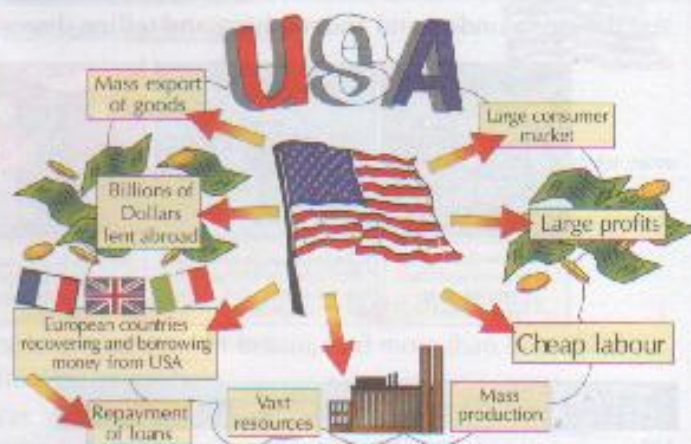 USA
Mass export
of goods
Large consumer
market
Billions of
Dollars
lent abroad
Large profits
European countries
recovering and borrowing
money from USA
Cheap labour
Repayment
of loans
Vast
resources
Mass
production